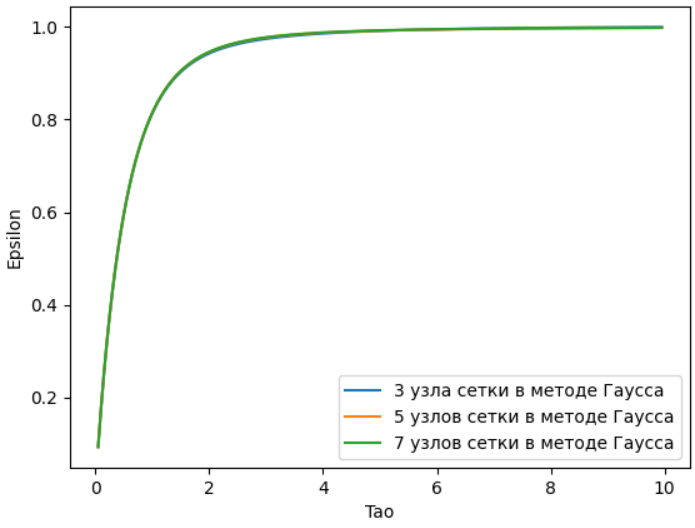 1.0
0.8
0.6
0.4
0.2
Epsilon
3 узла сетки в методе Гаусса
5 узлов сетки в методе Гаусса
7 узлов сетки в методе Гаусса
0 2 4 6 8 10
Tao